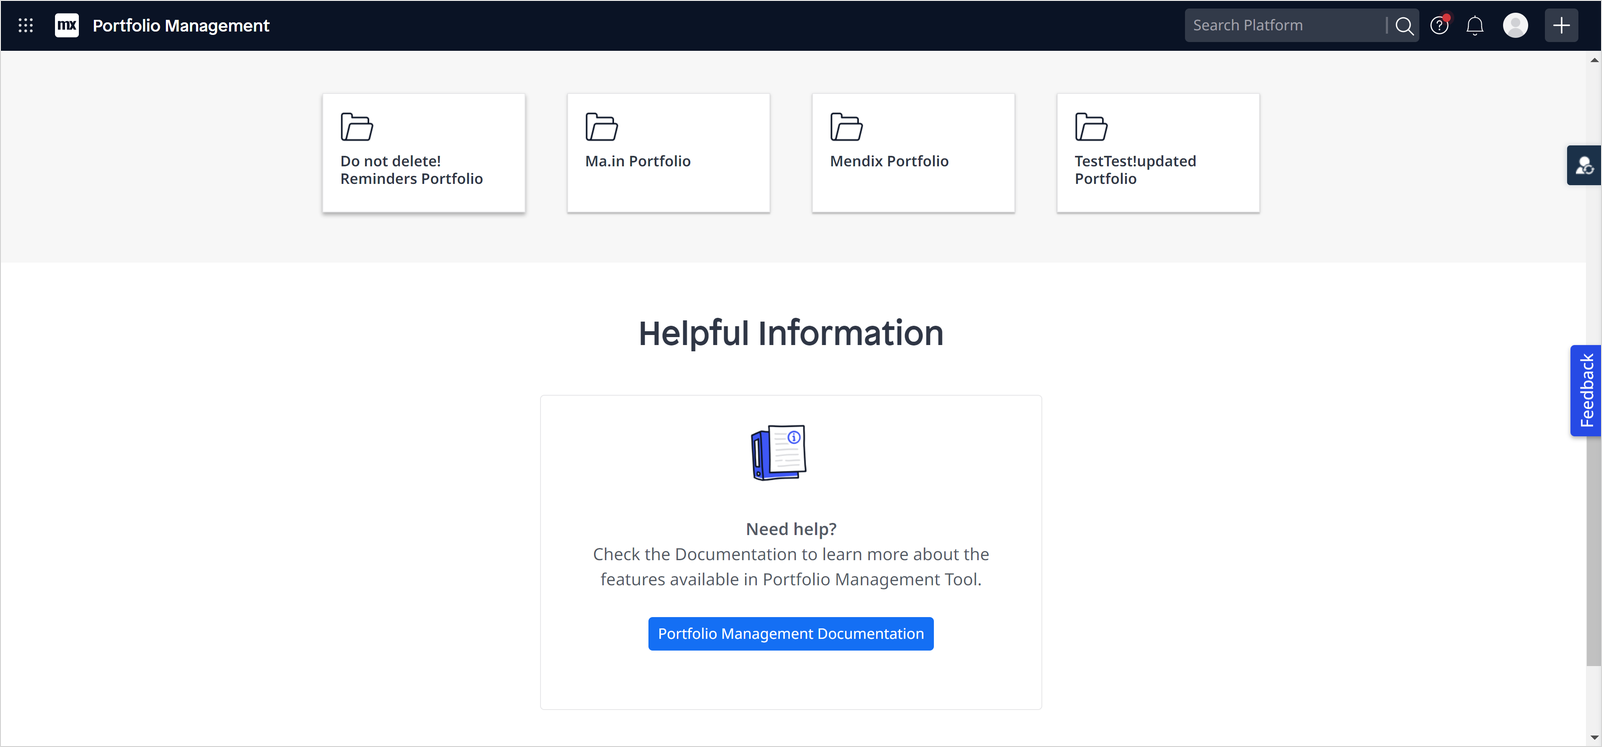 mx Portfolio Management
Search Platform
Do not delete!
Reminders Portfolio
Ma.in Portfolio
Mendix Portfolio
TestTest!updated
Portfolio
Feedback
Helpful Information
Need help?
Check the Documentation to learn more about the
features available in Portfolio Management Tool.
Portfolio Management Documentation